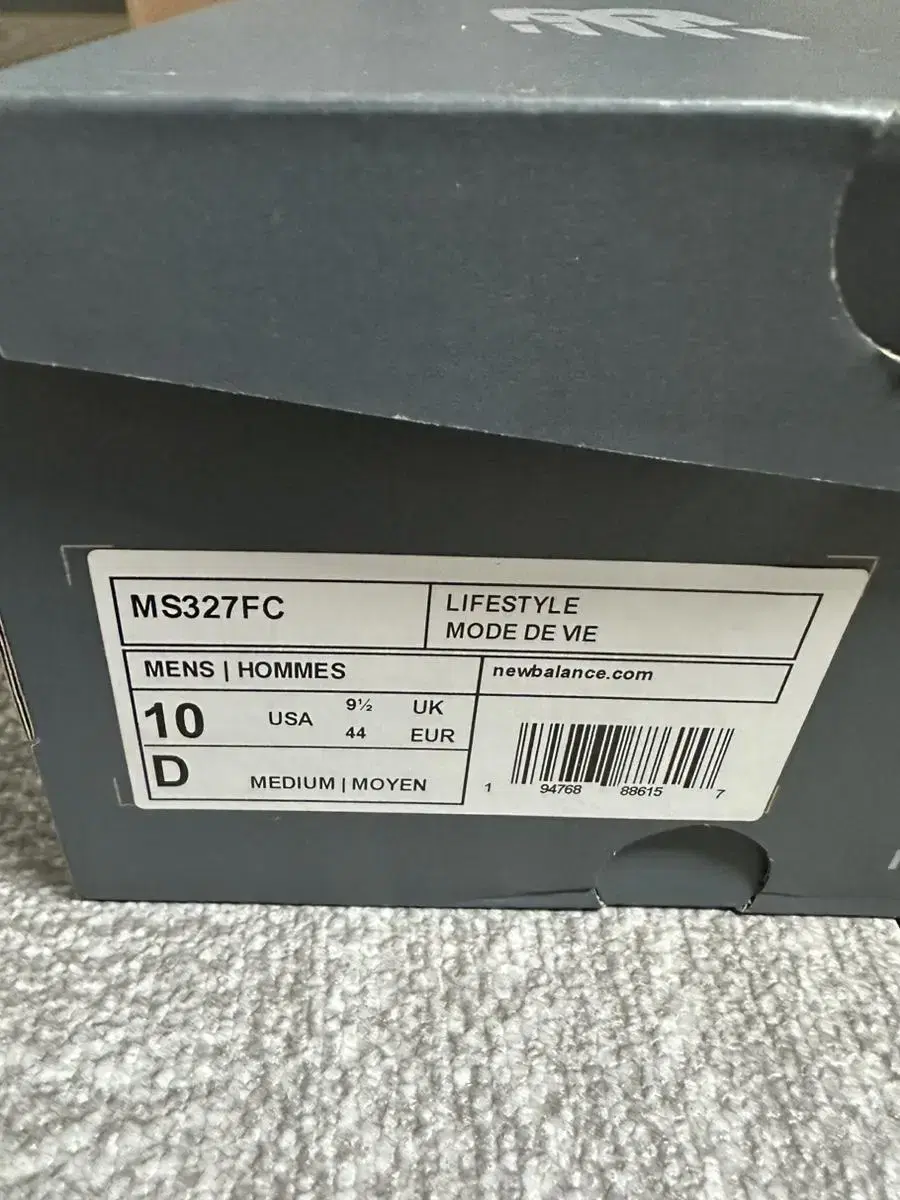 MS327FC
LIFESTYLE
MODE DE VIE
MENS | HOMMES
newbalance.com
10 USA 9½ UK
44 EUR
D MEDIUM | MOYEN
1 94768 88615 7